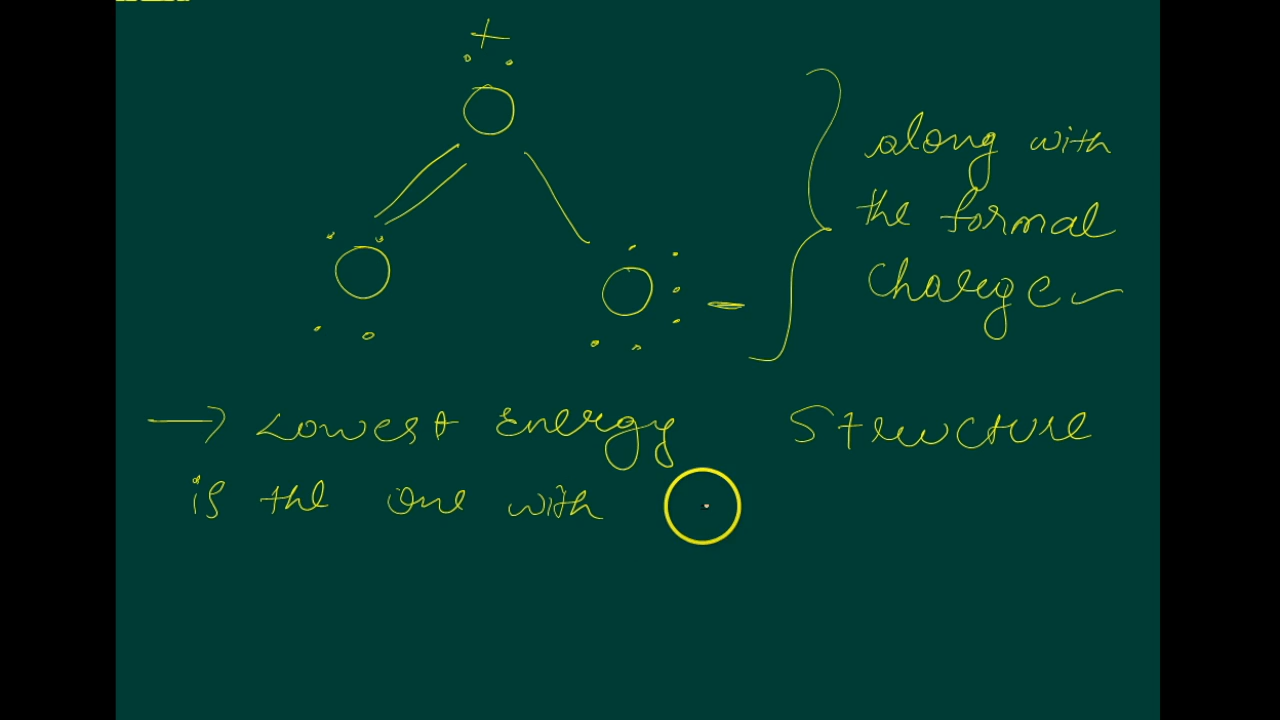 +
O
O
O -
along with
the formal
charge
→ Lowest Energy Structure
is the one with